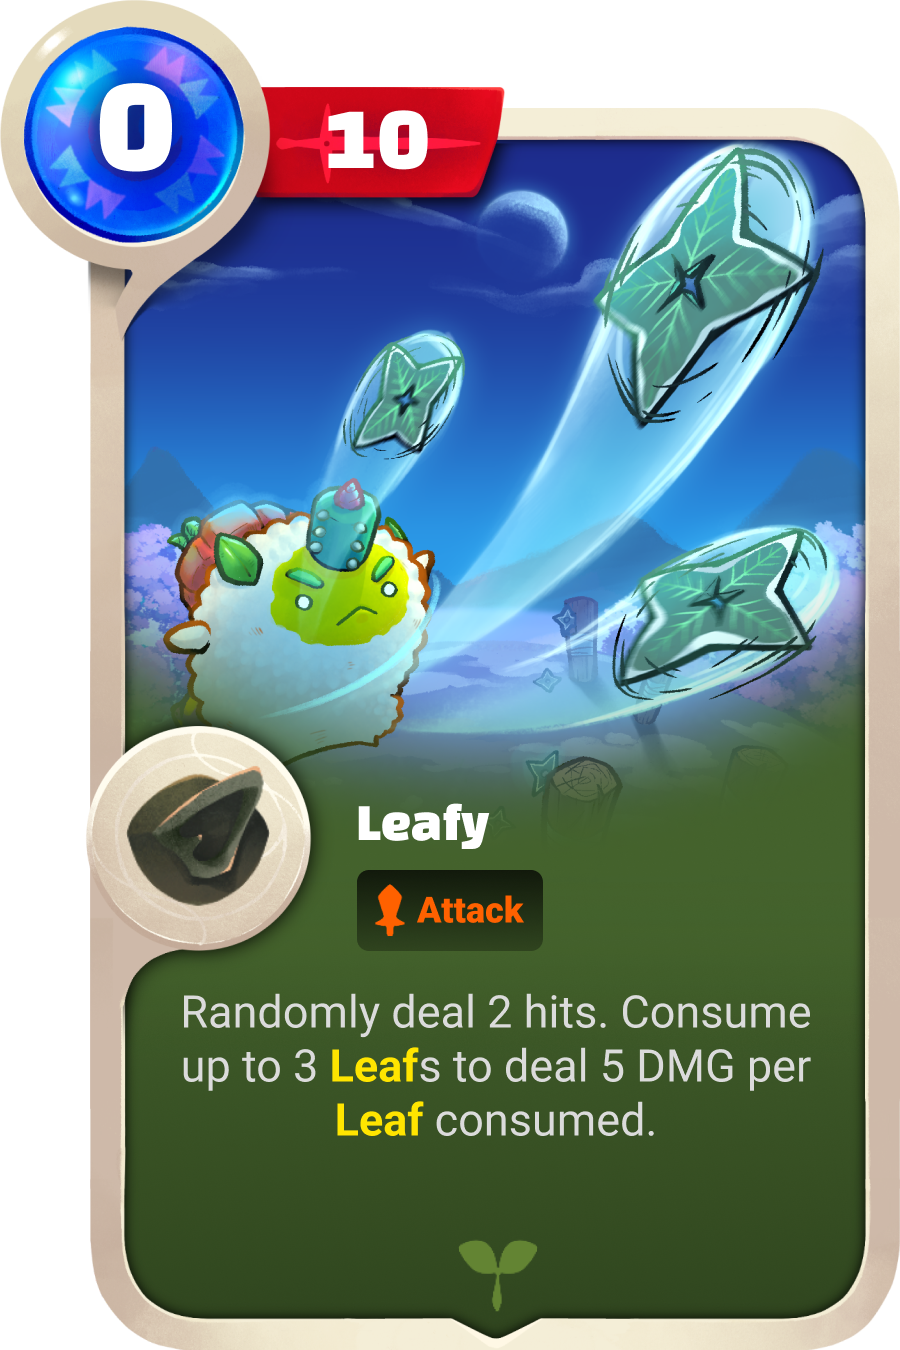 0
10
Leafy
Attack
Randomly deal 2 hits. Consume
up to 3 Leafs to deal 5 DMG per
Leaf consumed.